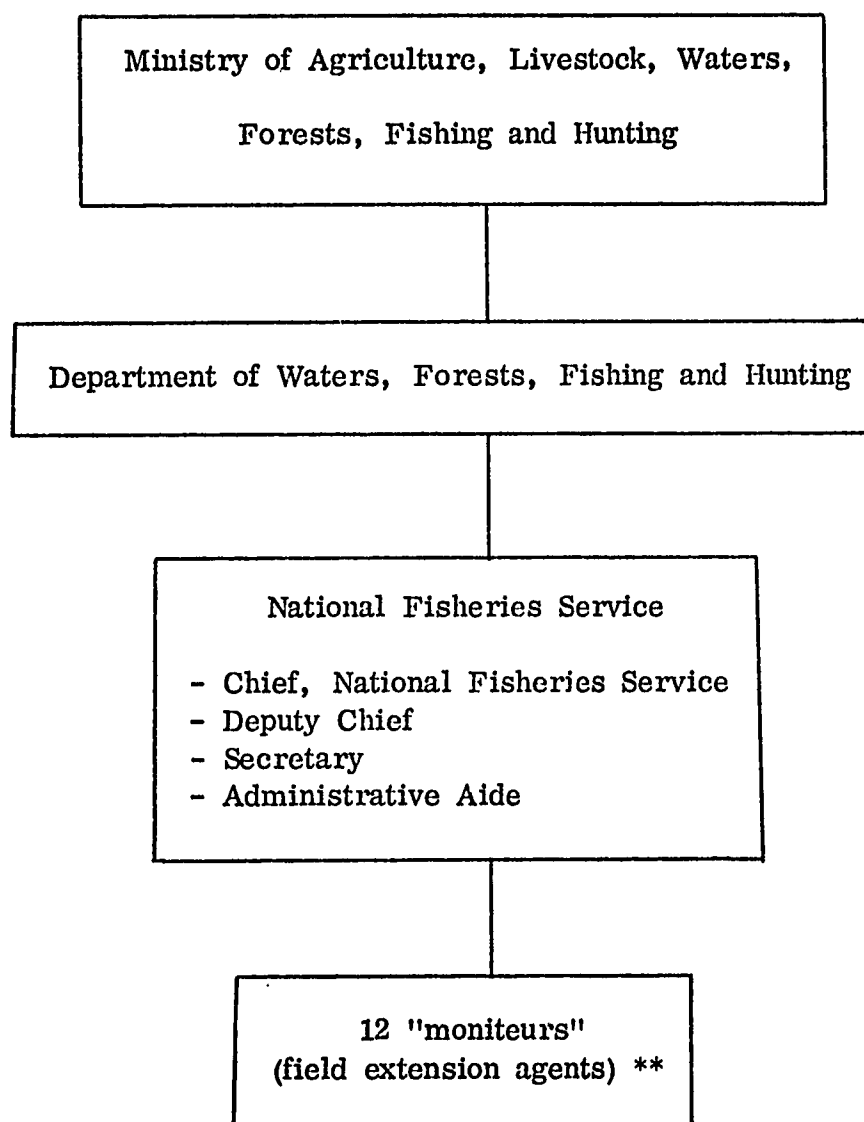 Ministry of Agriculture, Livestock, Waters,
Forests, Fishing and Hunting
Department of Waters, Forests, Fishing and Hunting
National Fisheries Service
- Chief, National Fisheries Service
- Deputy Chief
- Secretary
- Administrative Aide
12 "moniteurs"
(field extension agents) **